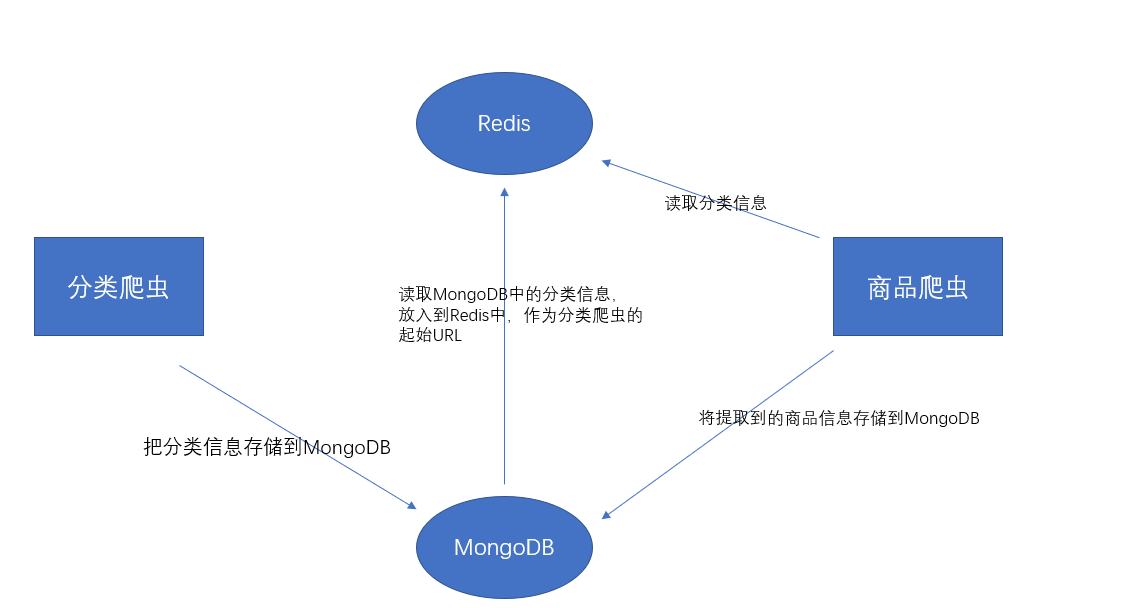 Redis
读取分类信息
分类爬虫
商品爬虫
读取MongoDB中的分类信息，
放入到Redis中，作为分类爬虫的
起始URL
将提取到的商品信息存储到MongoDB
把分类信息存储到MongoDB
MongoDB